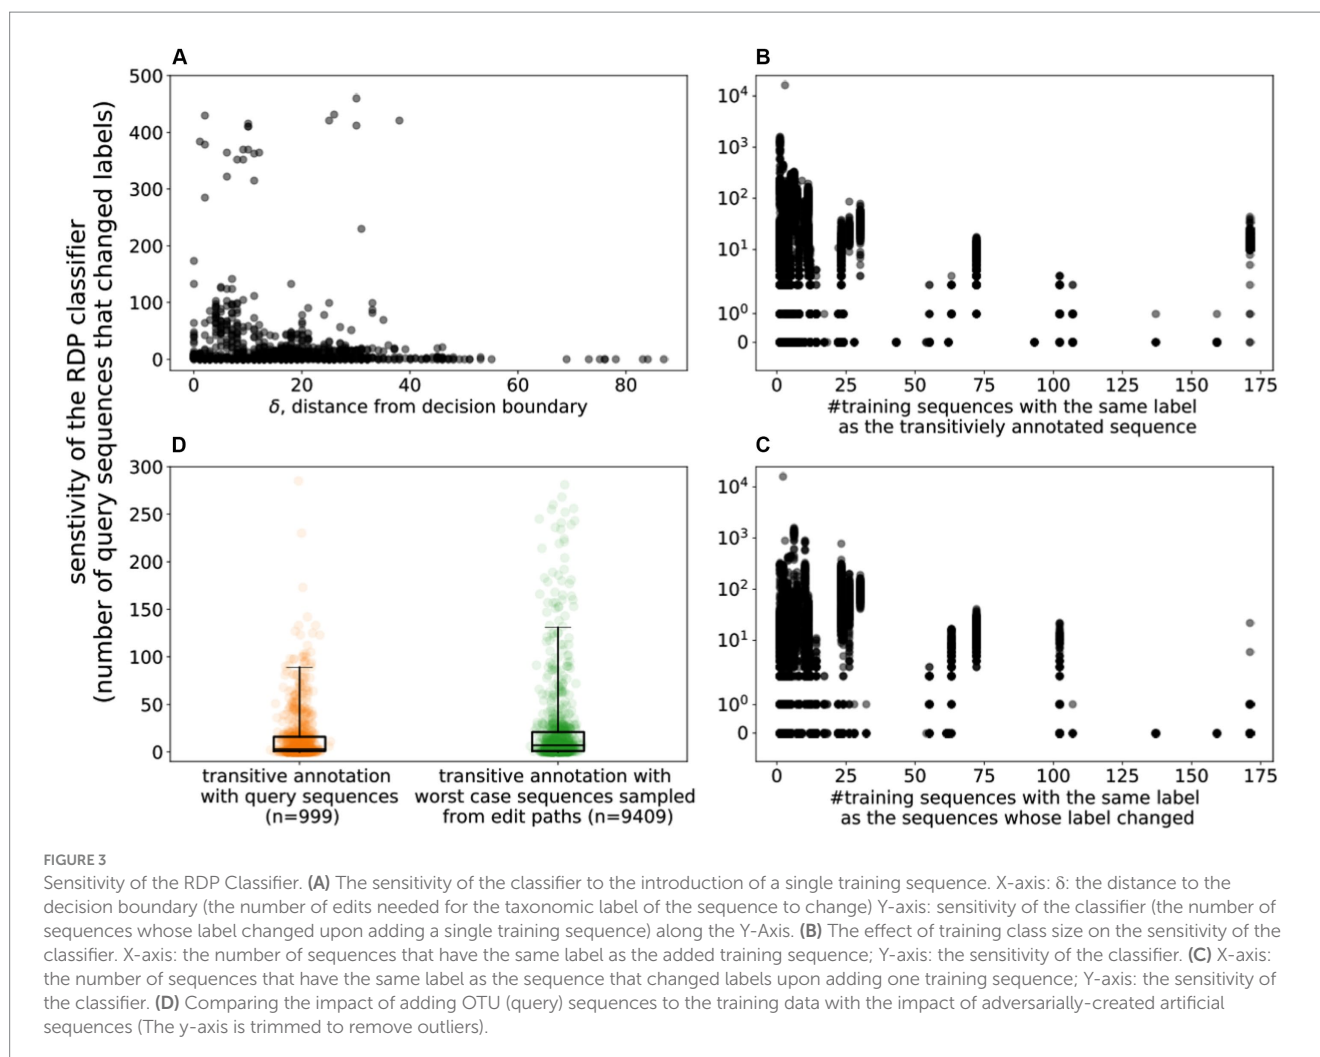 A
senstivity of the RDP classifier
(number of query sequences that changed labels)
500
400
300
200
100
0
0
20
40
60
80
δ, distance from decision boundary
B
10⁴
10³
10²
10¹
10⁰
0
0
25
50
75
100
125
150
175
#training sequences with the same label
as the transitiviely annotated sequence
D
300
250
200
150
100
50
0
transitive annotation
with query sequences
(n=999)
transitive annotation with
worst case sequences sampled
from edit paths (n=9409)
C
10⁴
10³
10²
10¹
10⁰
0
0
25
50
75
100
125
150
175
#training sequences with the same label
as the sequences whose label changed
FIGURE 3
Sensitivity of the RDP Classifier. (A) The sensitivity of the classifier to the introduction of a single training sequence. X-axis: δ: the distance to the
decision boundary (the number of edits needed for the taxonomic label of the sequence to change) Y-axis: sensitivity of the classifier (the number of
sequences whose label changed upon adding a single training sequence) along the Y-Axis. (B) The effect of training class size on the sensitivity of the
classifier. X-axis: the number of sequences that have the same label as the added training sequence; Y-axis: the sensitivity of the classifier. (C) X-axis:
the number of sequences that have the same label as the sequence that changed labels upon adding one training sequence; Y-axis: the sensitivity of
the classifier. (D) Comparing the impact of adding OTU (query) sequences to the training data with the impact of adversarially-created artificial
sequences (The y-axis is trimmed to remove outliers).